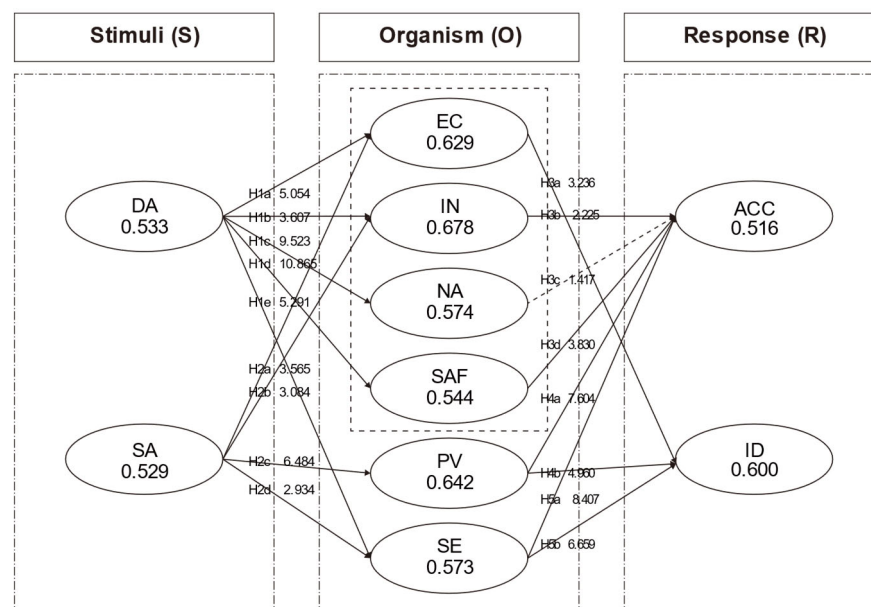 Stimuli (S)
Organism (O)
Response (R)
EC
0.629
DA
0.533
IN
0.678
NA
0.574
SAF
0.544
SA
0.529
PV
0.642
SE
0.573
ACC
0.516
ID
0.600
H1a 5.054
H1b 3.607
H1c 9.523
H1d 10.865
H1e 5.291
H2a 3.565
H2b 3.084
H2c 6.484
H2d 2.934
H3a 3.236
H3b 2.225
H3c 1.417
H3d 3.830
H4a 7.604
H4b 4.960
H5a 8.407
H5b 6.659